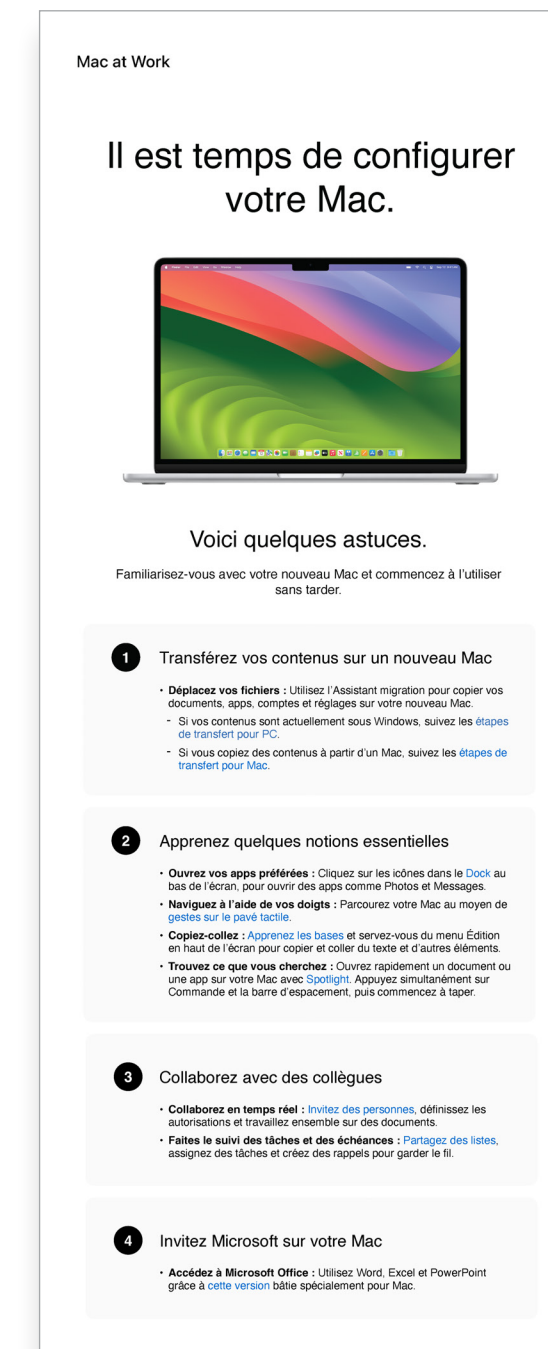 Mac at Work
Il est temps de configurer
votre Mac.
Voici quelques astuces.
Familiarisez-vous avec votre nouveau Mac et commencez à l’utiliser
sans tarder.
1 Transférez vos contenus sur un nouveau Mac
• Déplacez vos fichiers : Utilisez l’Assistant migration pour copier vos
documents, apps, comptes et réglages sur votre nouveau Mac.
- Si vos contenus sont actuellement sous Windows, suivez les étapes
de transfert pour PC.
- Si vous copiez des contenus à partir d’un Mac, suivez les étapes de
transfert pour Mac.
2 Apprenez quelques notions essentielles
• Ouvrez vos apps préférées : Cliquez sur les icônes dans le Dock au
bas de l’écran, pour ouvrir des apps comme Photos et Messages.
• Naviguez à l’aide de vos doigts : Parcourez votre Mac au moyen de
gestes sur le pavé tactile.
• Copiez-collez : Apprenez les bases et servez-vous du menu Édition
en haut de l’écran pour copier et coller du texte et d’autres éléments.
• Trouvez ce que vous cherchez : Ouvrez rapidement un document ou
une app sur votre Mac avec Spotlight. Appuyez simultanément sur
Commande et la barre d’espacement, puis commencez à taper.
3 Collaborez avec des collègues
• Collaborez en temps réel : Invitez des personnes, définissez les
autorisations et travaillez ensemble sur des documents.
• Faites le suivi des tâches et des échéances : Partagez des listes,
assignez des tâches et créez des rappels pour garder le fil.
4 Invitez Microsoft sur votre Mac
• Accédez à Microsoft Office : Utilisez Word, Excel et PowerPoint
grâce à cette version bâtie spécialement pour Mac.